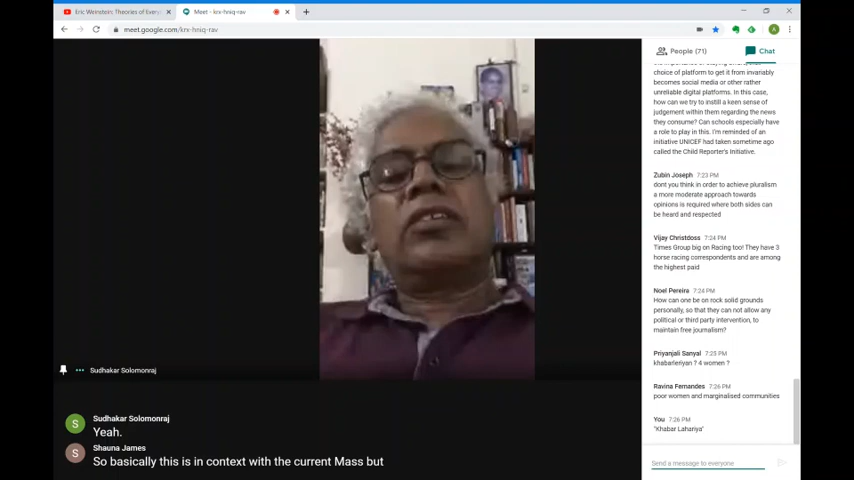 Eric Weinstein: Theories of Every
Meet - krv-hniq-rav
meet.google.com/krv-hniq-rav
People (71)
Chat
choice of platform to get it from invariably
becomes social media or other rather
unreliable digital platforms. In this case,
how can we try to instill a keen sense of
judgement within them regarding the news
they consume? Can schools especially have
a role to play in this. I'm reminded of an
initiative UNICEF had taken sometime ago
called the Child Reporter's Initiative.
Zubin Joseph 7:23 PM
dont you think in order to achieve pluralism
a more moderate approach towards
opinions is required where both sides can
be heard and respected
Vijay Christdoss 7:24 PM
Times Group big on Racing too! They have 3
horse racing correspondents and are among
the highest paid
Noel Pereira 7:24 PM
How can one be on rock solid grounds
personally, so that they can not allow any
political or third party intervention, to
maintain free journalism?
Priyanjali Sanyal 7:25 PM
khabarleriyan ? 4 women ?
Ravina Fernandes 7:26 PM
poor women and marginalised communities
You 7:26 PM
"Khabar Lahariya"
Send a message to everyone
Sudhakar Solomonraj
S
Sudhakar Solomonraj
Yeah.
S
Shauna James
So basically this is in context with the current Mass but